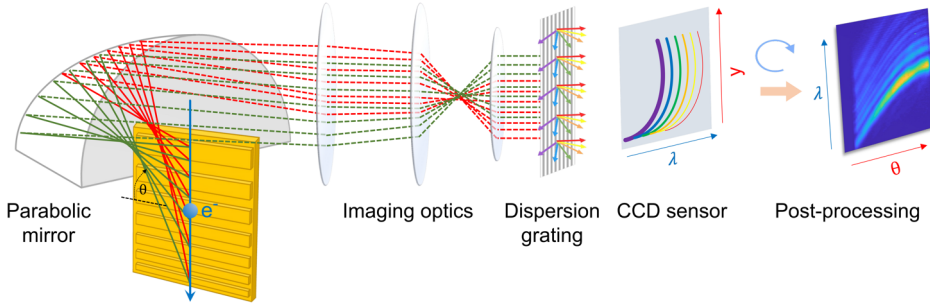 θ
e⁻
y
λ
λ
θ
Parabolic
mirror
Imaging optics
Dispersion
grating
CCD sensor
Post-processing